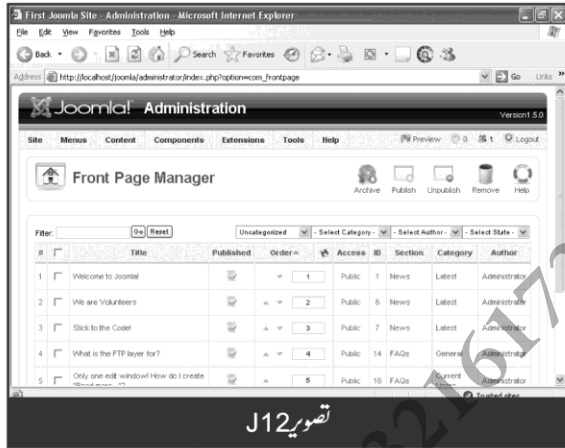 First Joomla Site - Administration - Microsoft Internet Explorer
File Edit View Favorites Tools Help
Back Search Favorites
Address http://localhost/joomla/administrator/index.php?option=com_frontpage Go Links »
Joomla! Administration
Version1.5.0
Site Menus Content Components Extensions Tools Help Preview 0 1 Logout
Front Page Manager
Archive Publish Unpublish Remove Help
Filter: Go Reset Uncategorized - Select Category - - Select Author - - Select State -
# Title Published Order Access ID Section Category Author
1 Welcome to Joomla! 1 Public 1 News Latest Administrator
2 We are Volunteers 2 Public 6 News Latest Administrator
3 Stick to the Code! 3 Public 7 News Latest Administrator
4 What is the FTP layer for? 4 Public 14 FAQs General Administrator
5 Only one edit window! How do I create 5 Public 16 FAQs Current Administrator
Trusted sites
تصویر J12